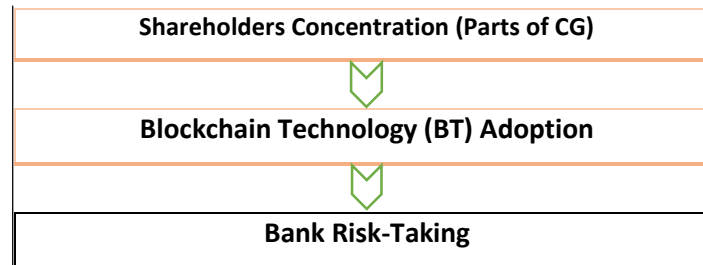 Shareholders Concentration (Parts of CG)
Blockchain Technology (BT) Adoption
Bank Risk-Taking